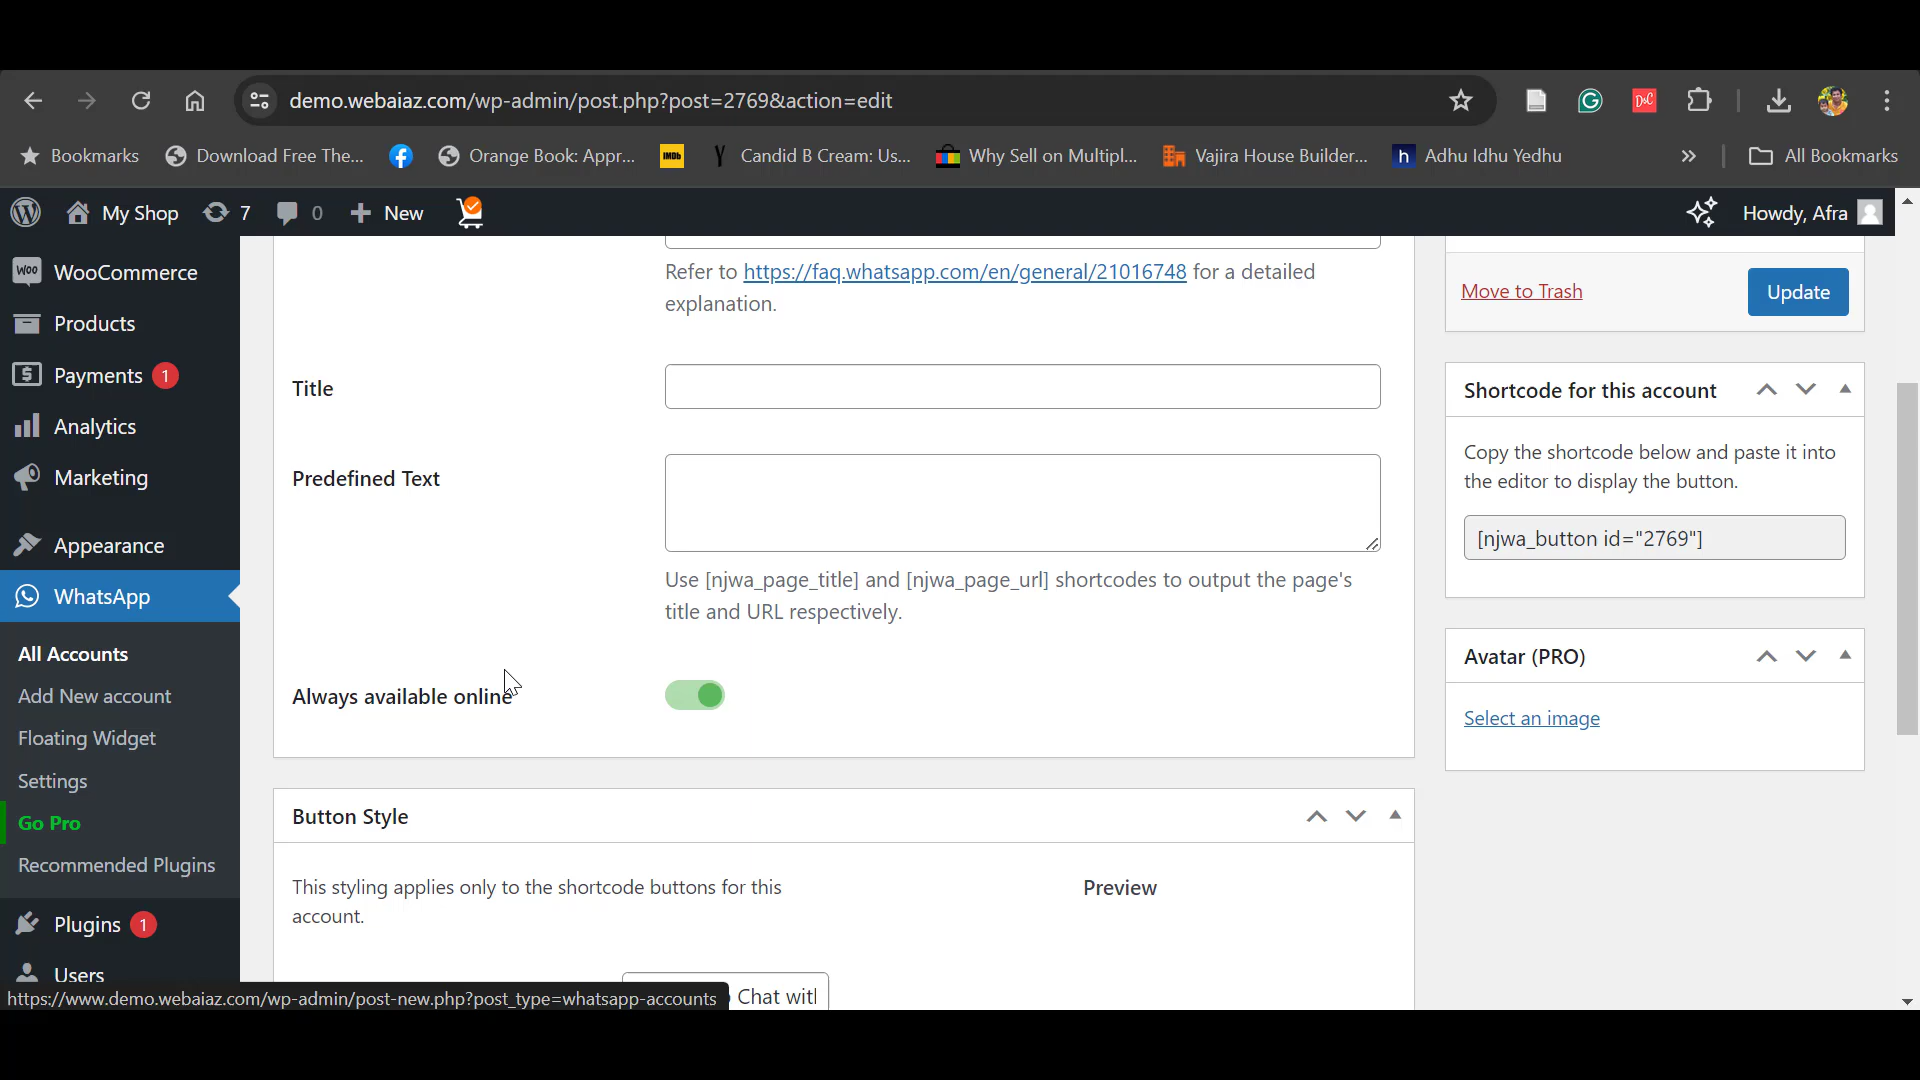 demo.webaiaz.com/wp-admin/post.php?post=2769&action=edit
Bookmarks Download Free The... Orange Book: Appr... IMDb Candid B Cream: Us... Why Sell on Multipl... Vajira House Builder... h Adhu Idhu Yedhu » All Bookmarks
My Shop 7 0 New Howdy, Afra
WooCommerce
Products
Payments 1
Analytics
Marketing
Appearance
WhatsApp
All Accounts
Add New account
Floating Widget
Settings
Go Pro
Recommended Plugins
Plugins 1
Users
Refer to https://faq.whatsapp.com/en/general/21016748 for a detailed
explanation.
Title
Predefined Text
Use [njwa_page_title] and [njwa_page_url] shortcodes to output the page's
title and URL respectively.
Always available online
Button Style
This styling applies only to the shortcode buttons for this
account.
Preview
Chat with
Move to Trash Update
Shortcode for this account
Copy the shortcode below and paste it into
the editor to display the button.
[njwa_button id="2769"]
Avatar (PRO)
Select an image
https://www.demo.webaiaz.com/wp-admin/post-new.php?post_type=whatsapp-accounts